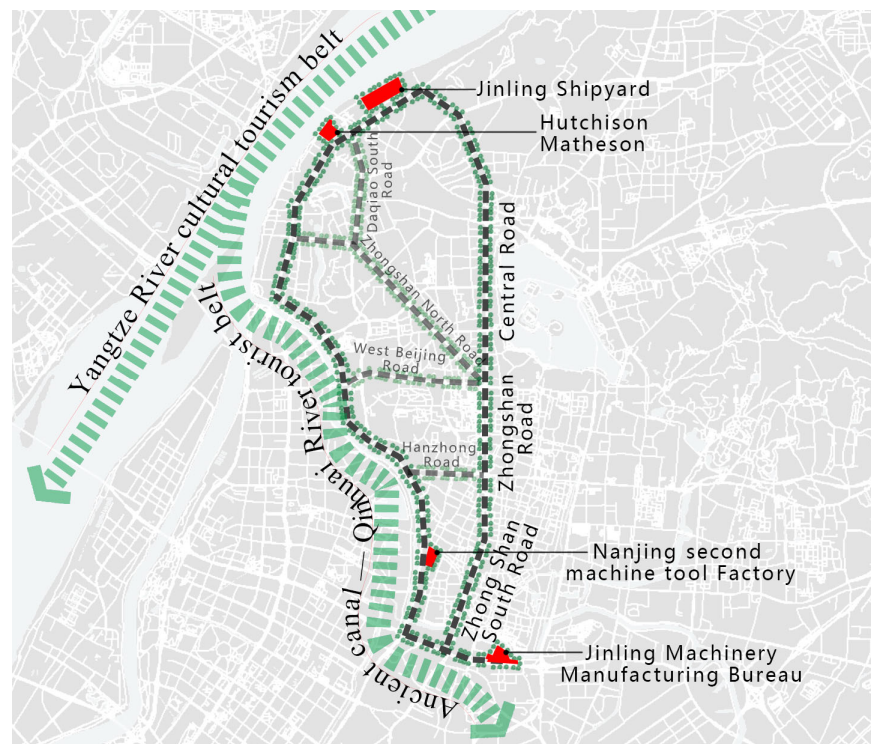 Yangtze River cultural tourism belt
Jinling Shipyard
Hutchison
Matheson
Daqiao South
Road
Zhongshan North Road
Central Road
West Beijing
Road
Zhongshan
Road
Hanzhong
Road
Ancient canal — Qinhuai River tourist belt
Nanjing second
machine tool Factory
Zhong Shan
South Road
Jinling Machinery
Manufacturing Bureau